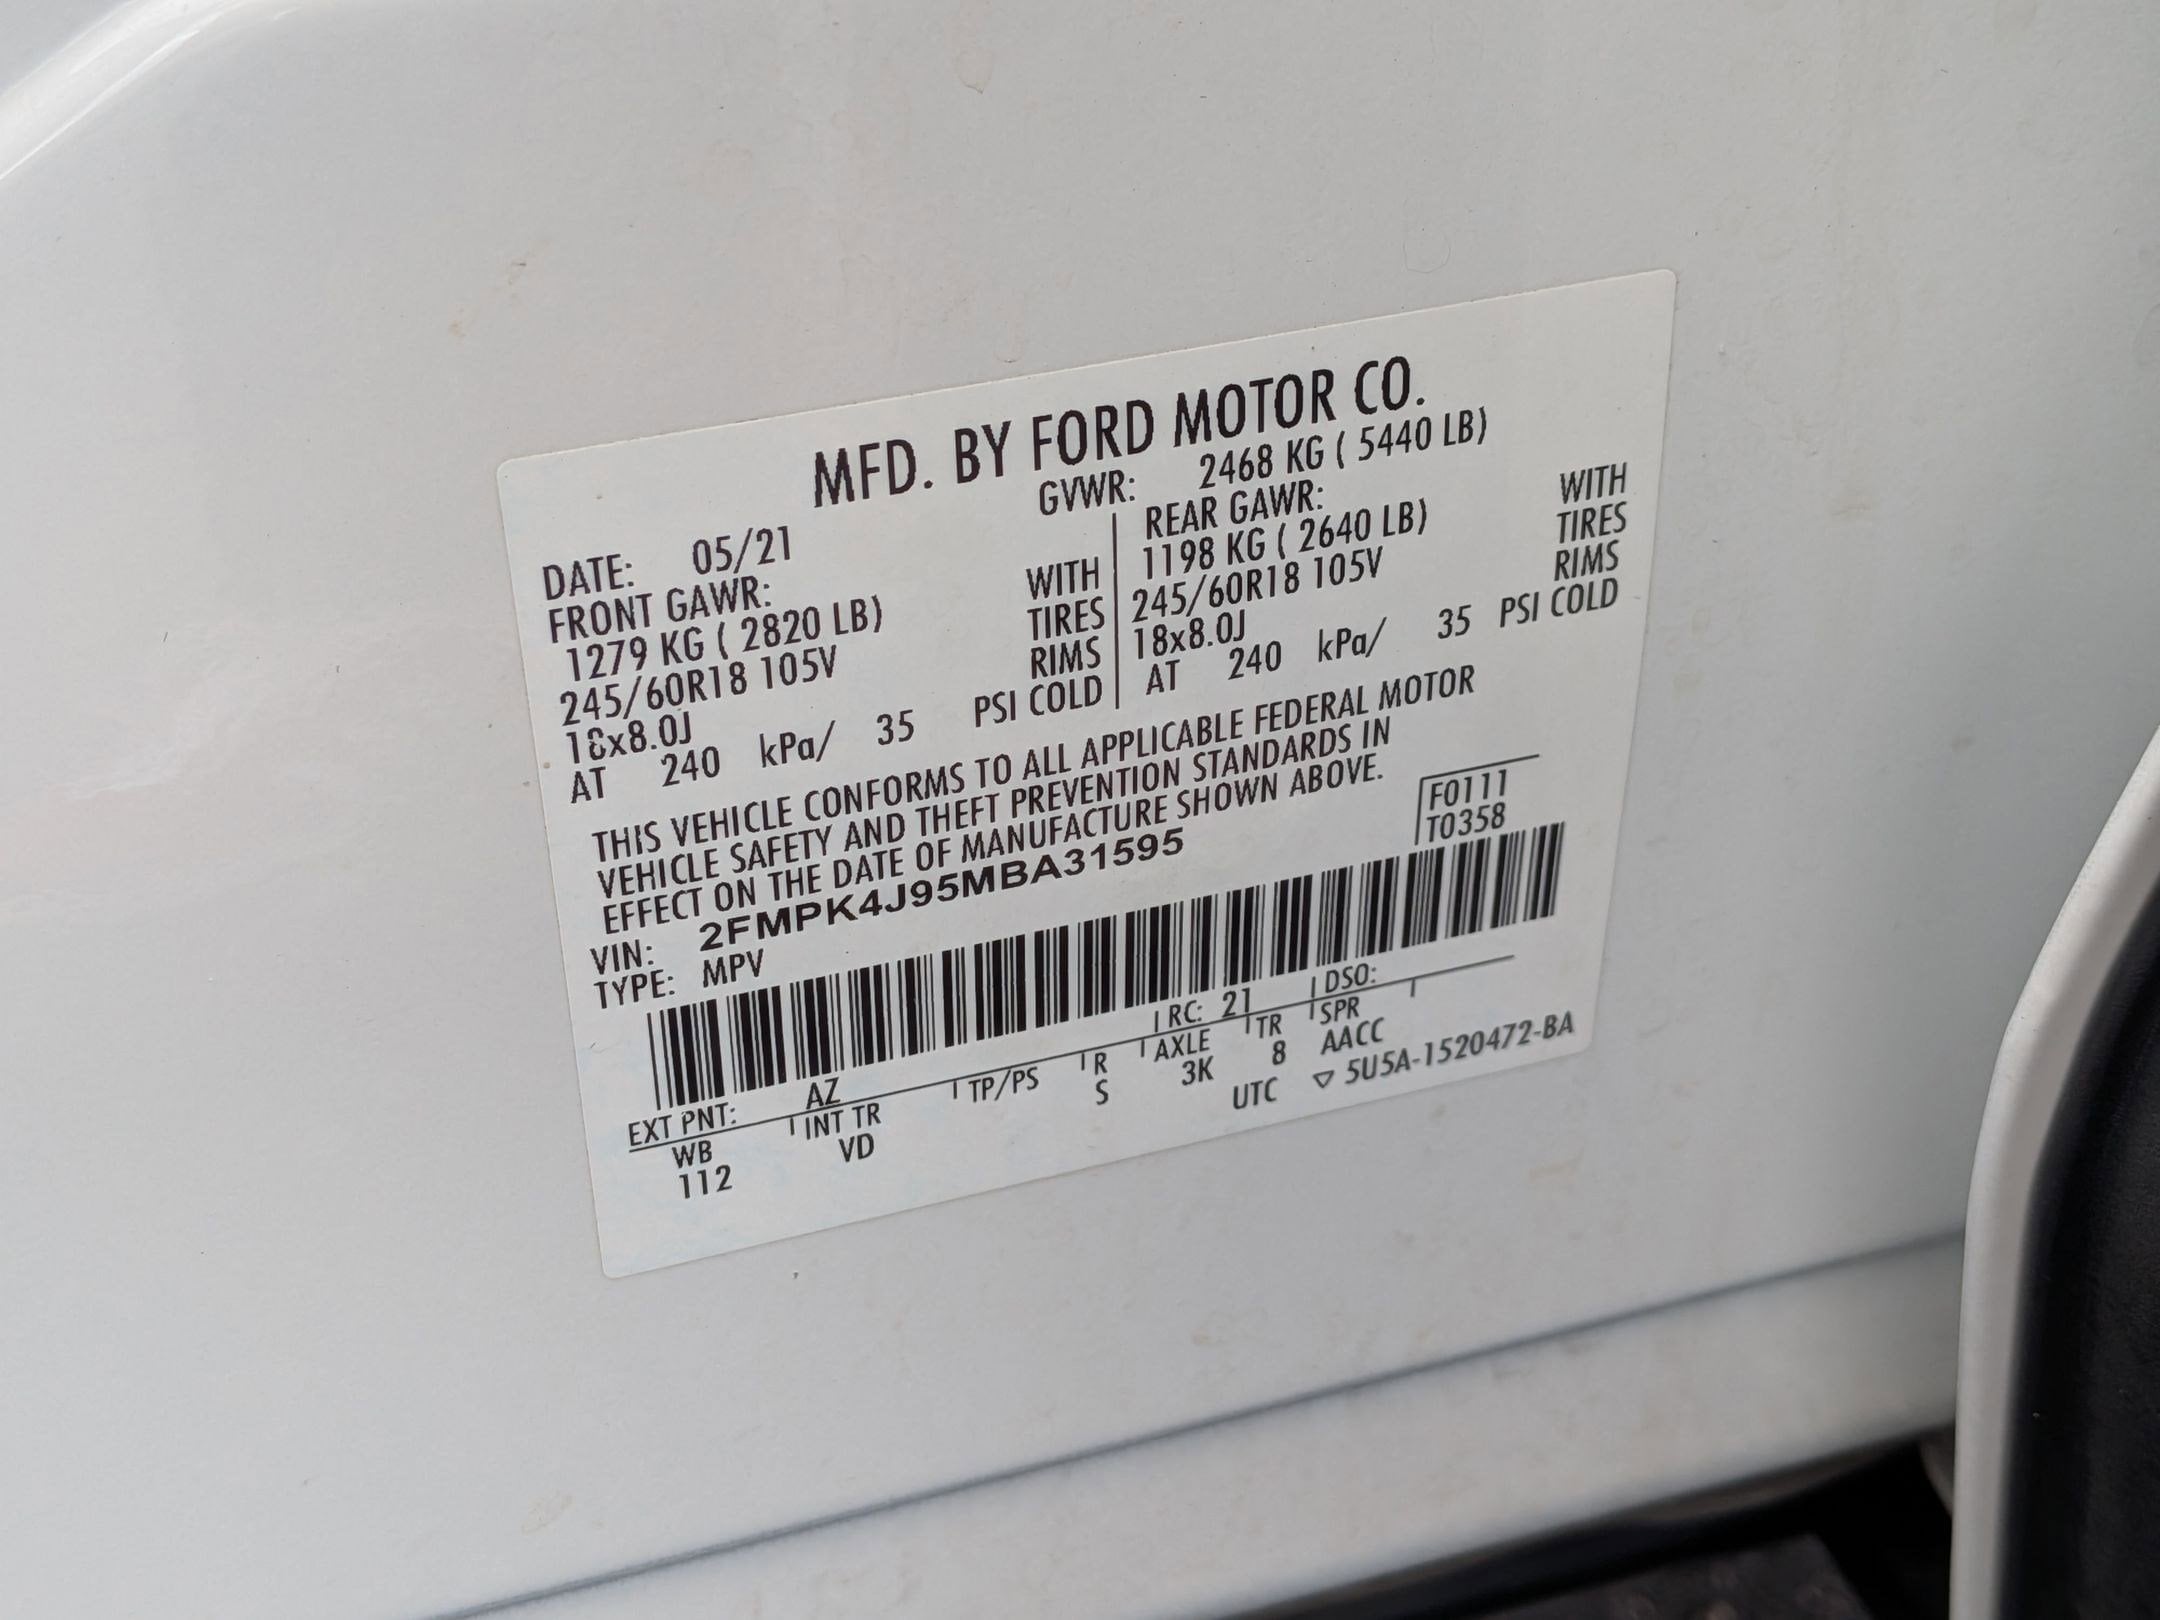 MFD. BY FORD MOTOR CO.
DATE: 05/21 GVWR: 2468 KG ( 5440 LB)
FRONT GAWR: REAR GAWR:
1279 KG ( 2820 LB) WITH 1198 KG ( 2640 LB) WITH
245/60R18 105V TIRES 245/60R18 105V TIRES
18x8.0J RIMS 18x8.0J RIMS
AT 240 kPa/ 35 PSI COLD AT 240 kPa/ 35 PSI COLD
THIS VEHICLE CONFORMS TO ALL APPLICABLE FEDERAL MOTOR
VEHICLE SAFETY AND THEFT PREVENTION STANDARDS IN
EFFECT ON THE DATE OF MANUFACTURE SHOWN ABOVE.
F0111
T0358
VIN: 2FMPK4J95MBA31595
TYPE: MPV
EXT PNT: AZ RC: 21 DSO:
WB INT TR TP/PS R AXLE TR SPR
112 VD S 3K 8 AACC
UTC ▽ 5U5A-1520472-BA